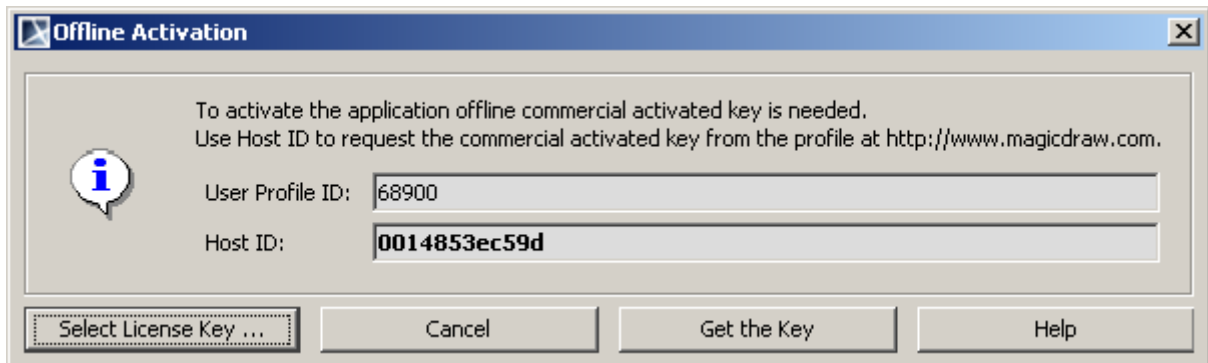 Offline Activation
To activate the application offline commercial activated key is needed.
Use Host ID to request the commercial activated key from the profile at http://www.magicdraw.com.
User Profile ID: 68900
Host ID: 0014853ec59d
Select License Key ... Cancel Get the Key Help